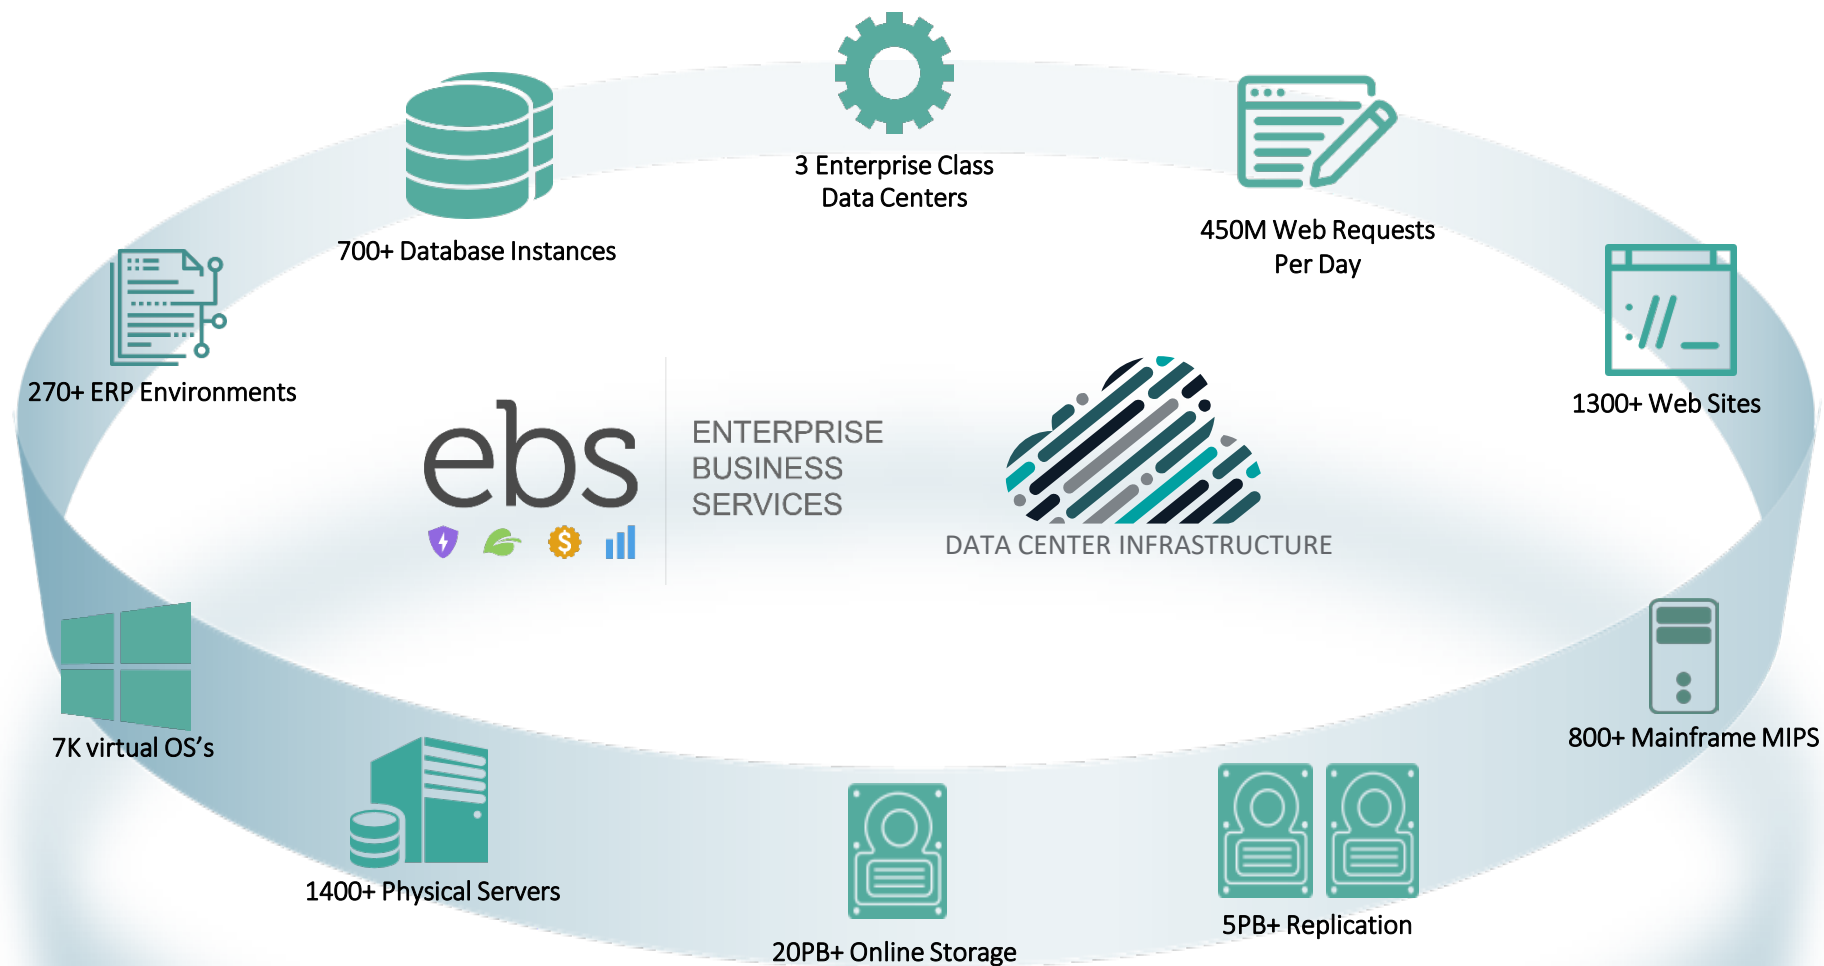 3 Enterprise Class
Data Centers
450M Web Requests
Per Day
700+ Database Instances
270+ ERP Environments
1300+ Web Sites
ebs
ENTERPRISE
BUSINESS
SERVICES
DATA CENTER INFRASTRUCTURE
7K virtual OS’s
800+ Mainframe MIPS
1400+ Physical Servers
5PB+ Replication
20PB+ Online Storage